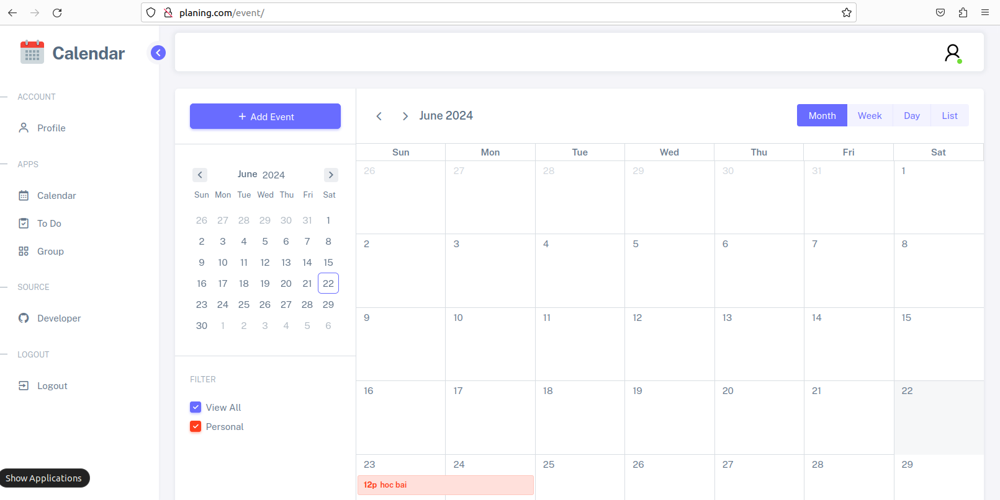 planing.com/event/
Calendar
ACCOUNT
Profile
APPS
Calendar
To Do
Group
SOURCE
Developer
LOGOUT
Logout
Show Applications
+ Add Event
June 2024
Sun Mon Tue Wed Thu Fri Sat
26 27 28 29 30 31 1
2 3 4 5 6 7 8
9 10 11 12 13 14 15
16 17 18 19 20 21 22
23 24 25 26 27 28 29
30 1 2 3 4 5 6
FILTER
View All
Personal
June 2024
Month Week Day List
Sun Mon Tue Wed Thu Fri Sat
26 27 28 29 30 31 1
2 3 4 5 6 7 8
9 10 11 12 13 14 15
16 17 18 19 20 21 22
23 24 25 26 27 28 29
12p hoc bai